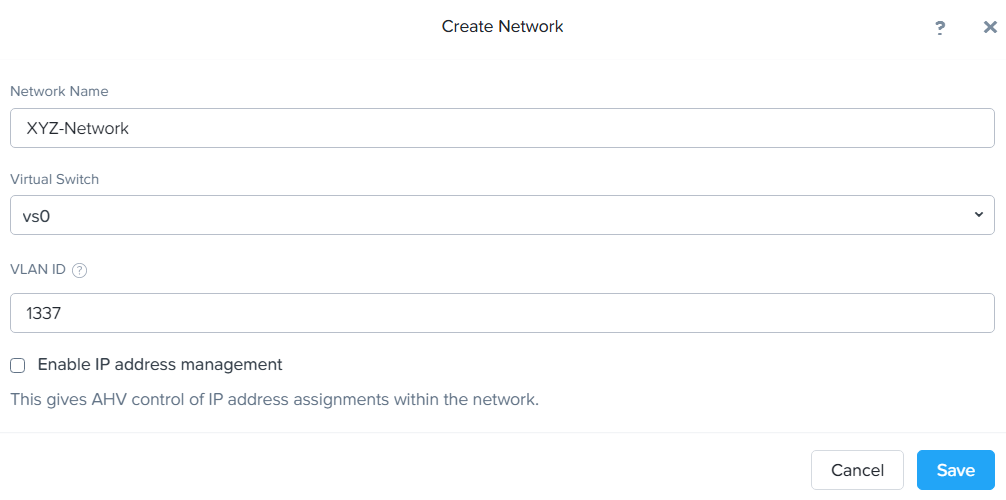 Create Network
?
×
Network Name
XYZ-Network
Virtual Switch
vs0
VLAN ID ?
1337
Enable IP address management
This gives AHV control of IP address assignments within the network.
Cancel
Save